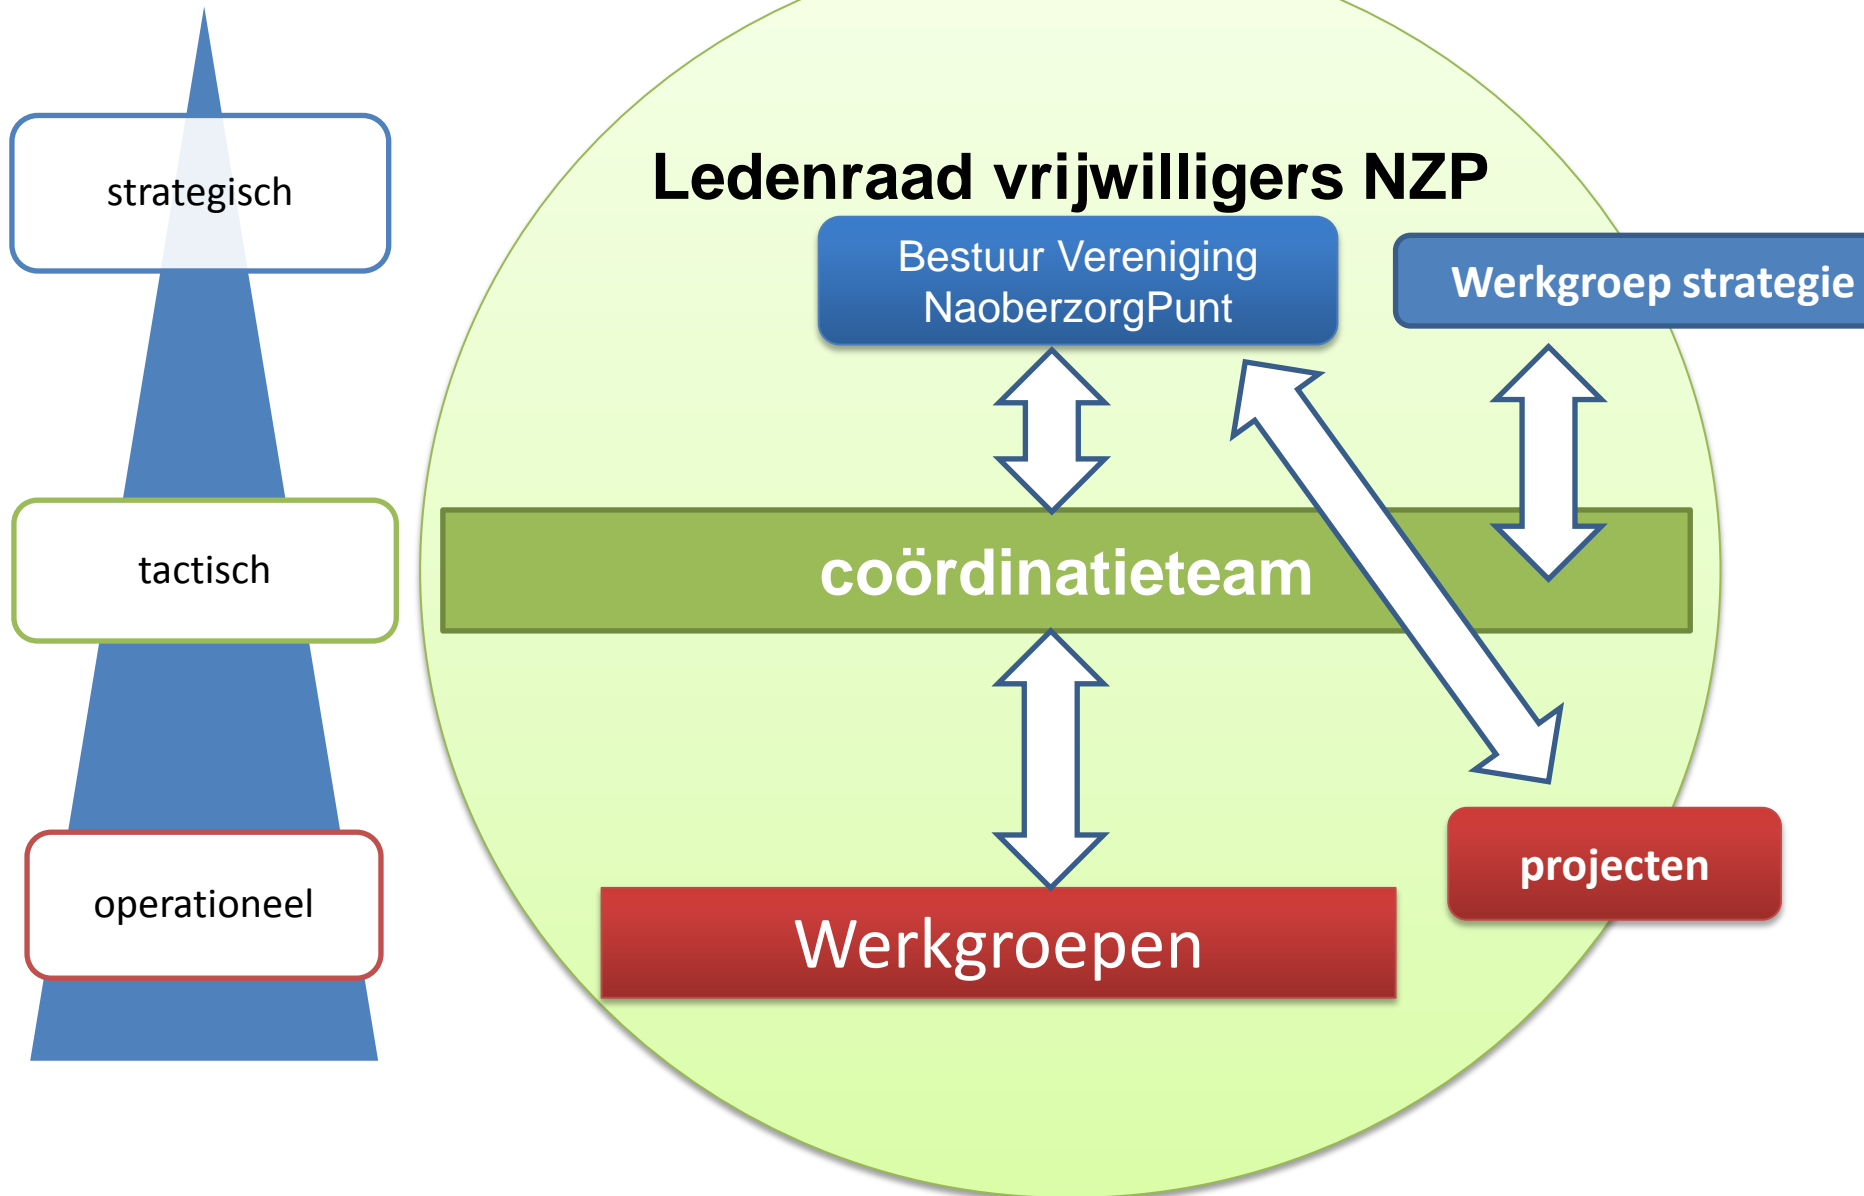 strategisch
Ledenraad vrijwilligers NZP
Bestuur Vereniging
NaoberzorgPunt
Werkgroep strategie
tactisch
coördinatieteam
projecten
operationeel
Werkgroepen